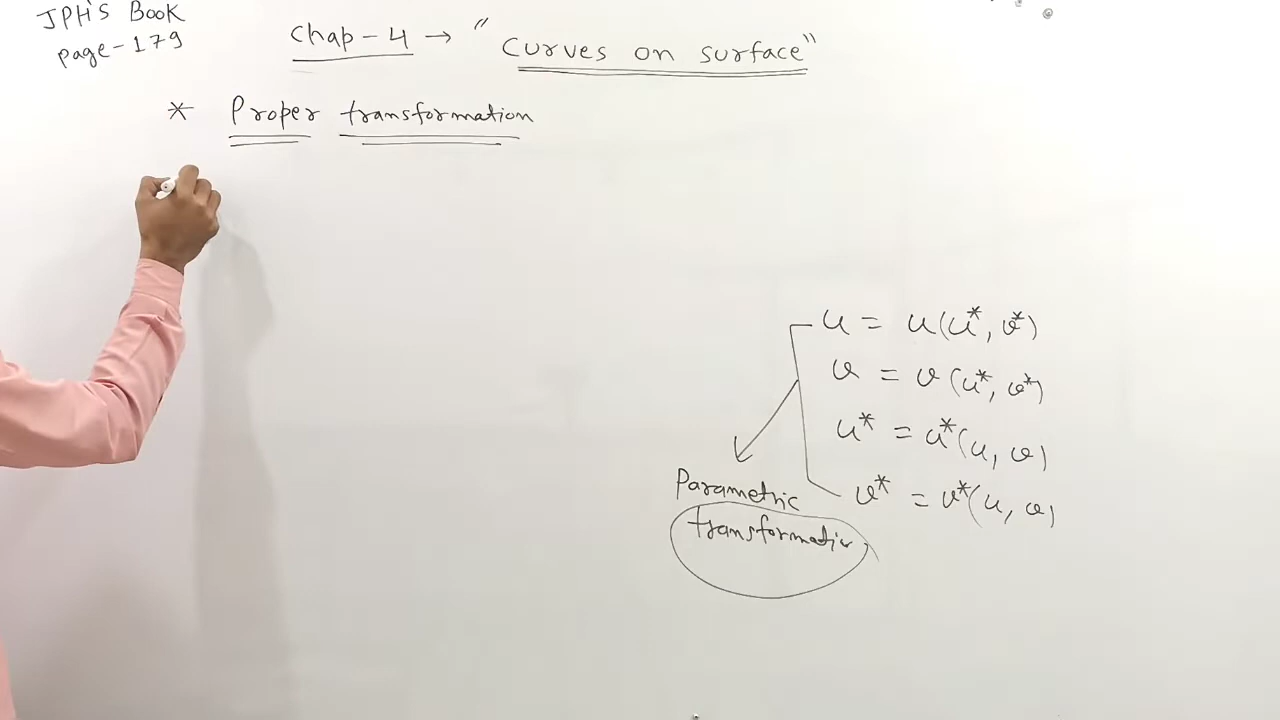 JPH'S Book
page-179
Chap-4 → "Curves on surface"
* Proper transformation
u = u(u*, v*)
v = v(u*, v*)
u* = u*(u, v)
v* = v*(u, v)
Parametric
transformation